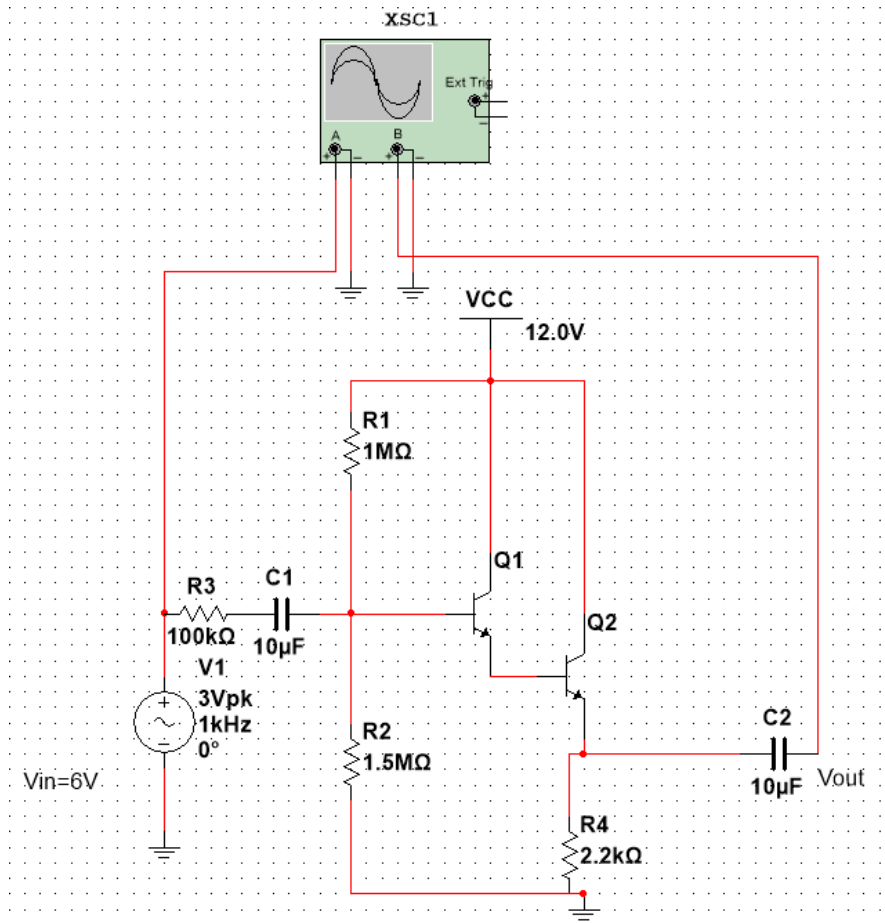 XSC1
Ext Trig
+
−
A
B
+ −
+ −
VCC
12.0V
R1
1MΩ
Q1
Q2
R3
100kΩ
C1
10µF
V1
3Vpk
1kHz
0°
Vin=6V
R2
1.5MΩ
C2
10µF
Vout
R4
2.2kΩ